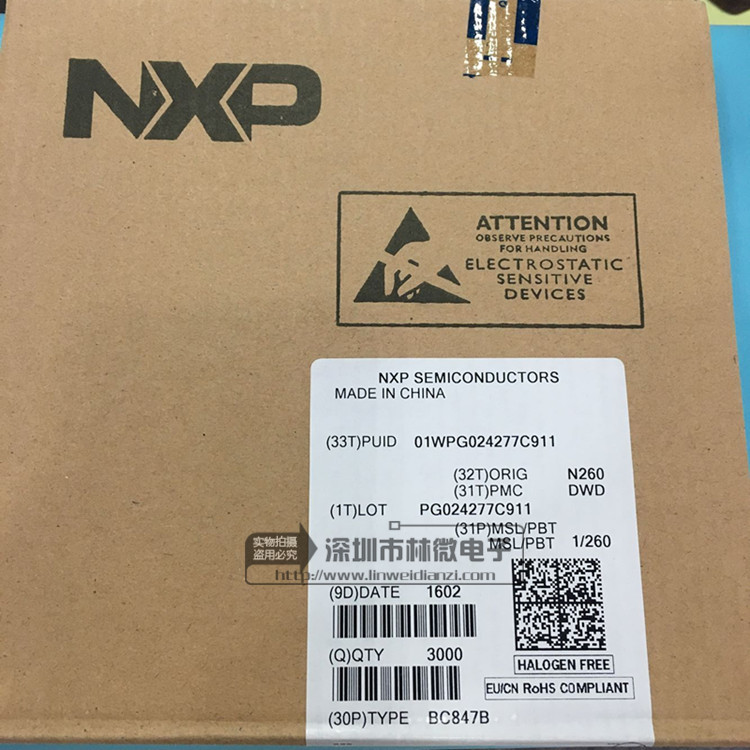 NXP
ATTENTION
OBSERVE PRECAUTIONS
FOR HANDLING
ELECTROSTATIC
SENSITIVE
DEVICES
NXP SEMICONDUCTORS
MADE IN CHINA
(33T)PUID 01WPG024277C911
(32T)ORIG N260
(31T)PMC DWD
(1T)LOT PG024277C911
(31P)MSL/PBT
MSL/PBT 1/260
实物拍摄
盗用必究
深圳市林微电子
http://www.linweidianzi.com
(9D)DATE 1602
(Q)QTY 3000
HALOGEN FREE
EU/CN RoHS COMPLIANT
(30P)TYPE BC847B